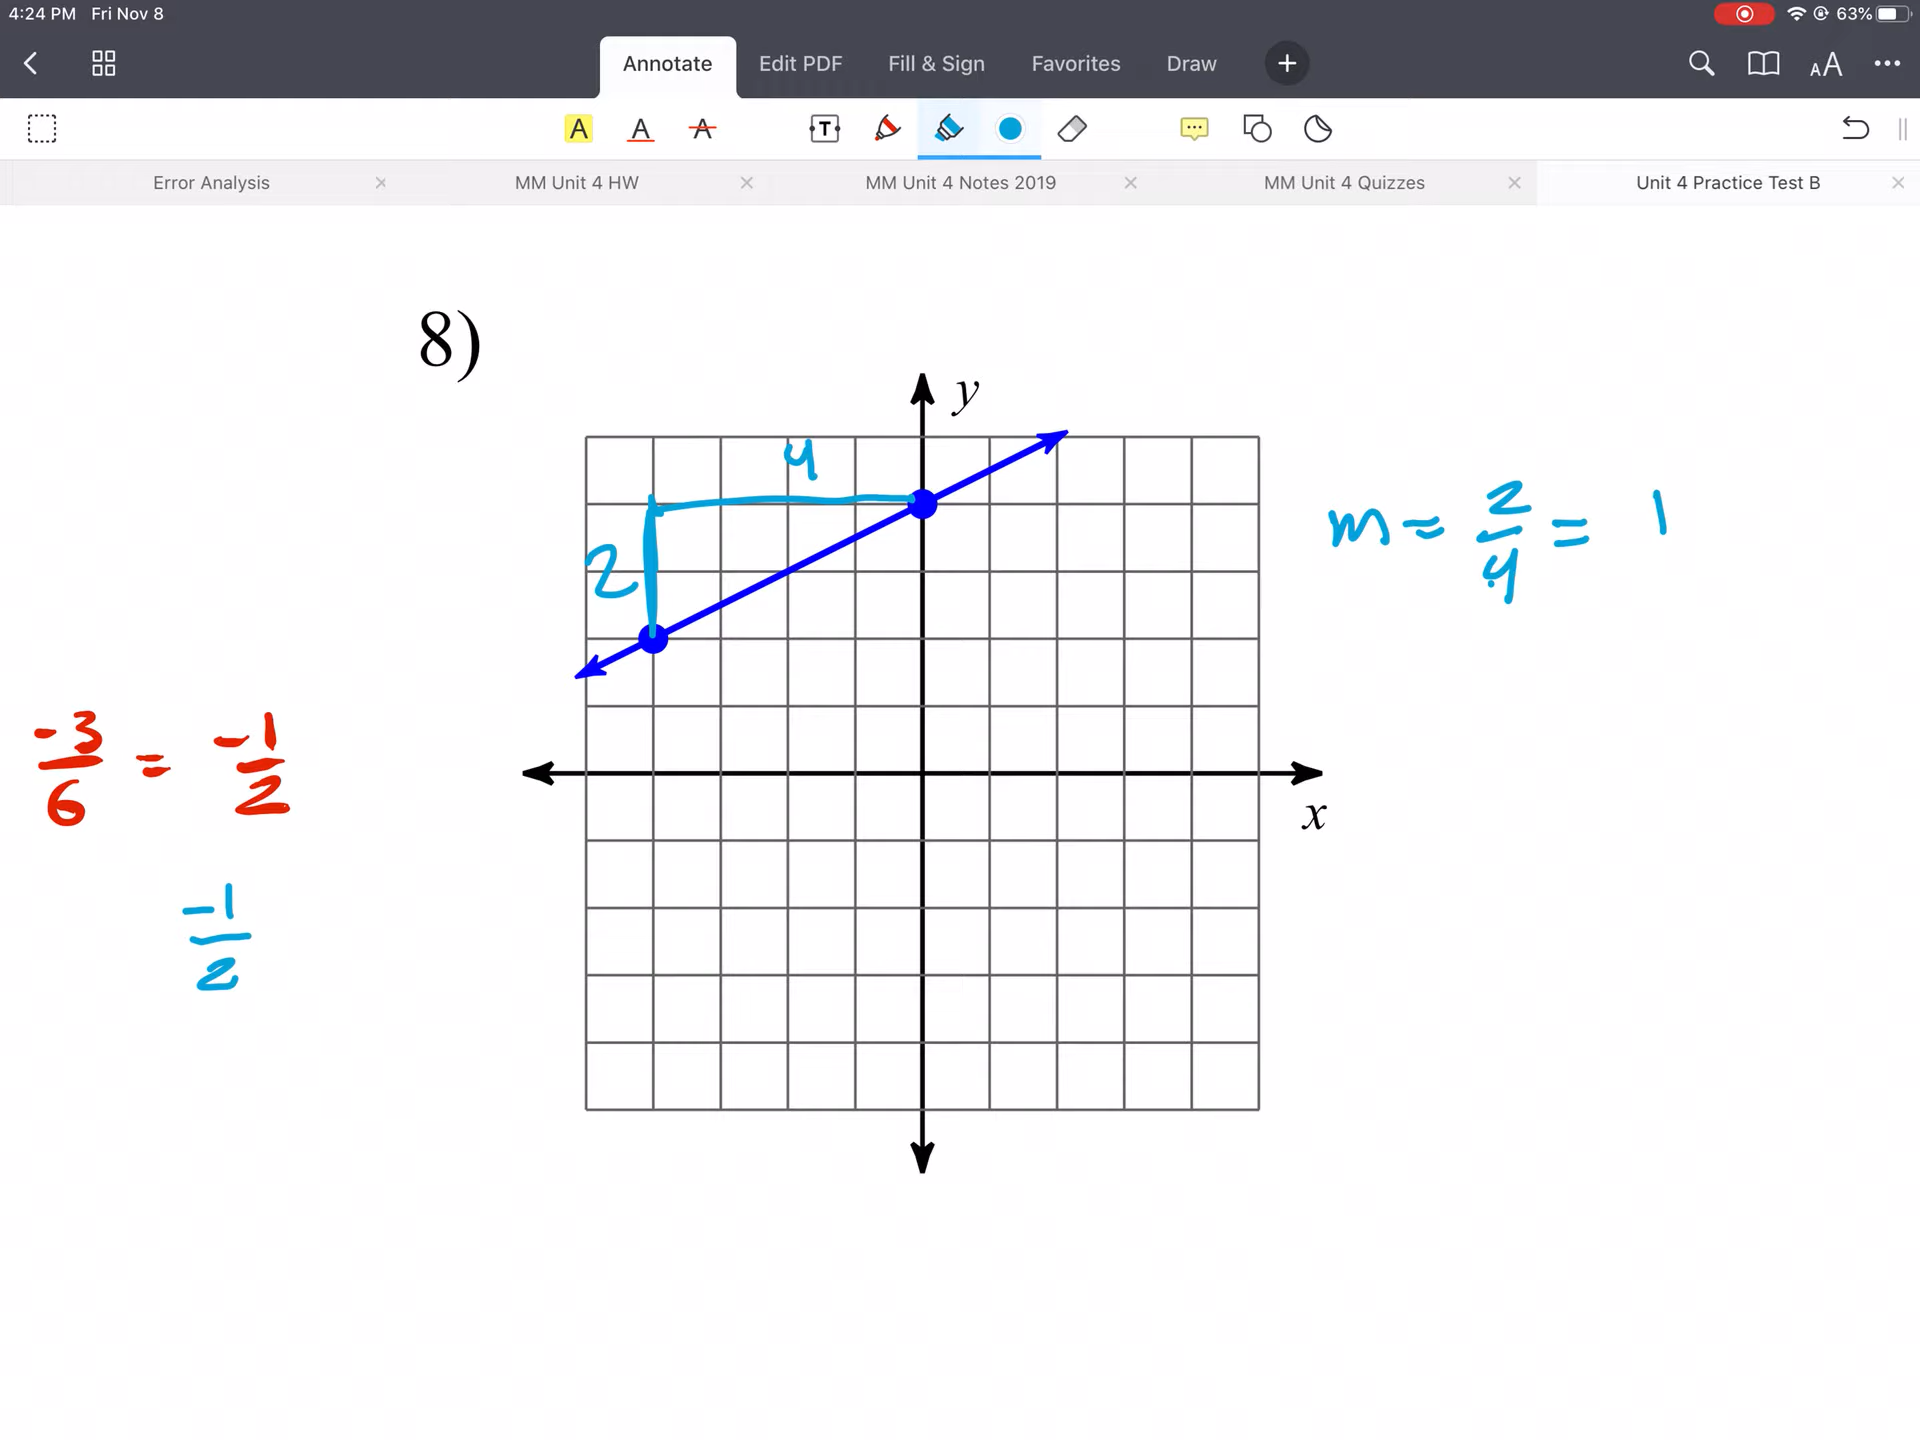 4:24 PM Fri Nov 8 63%
Annotate Edit PDF Fill & Sign Favorites Draw +
A A A T AA
Error Analysis × MM Unit 4 HW × MM Unit 4 Notes 2019 × MM Unit 4 Quizzes × Unit 4 Practice Test B ×
8)
y
4
2
m = 2/4 = 1
x
-3/6 = -1/2
-1/2